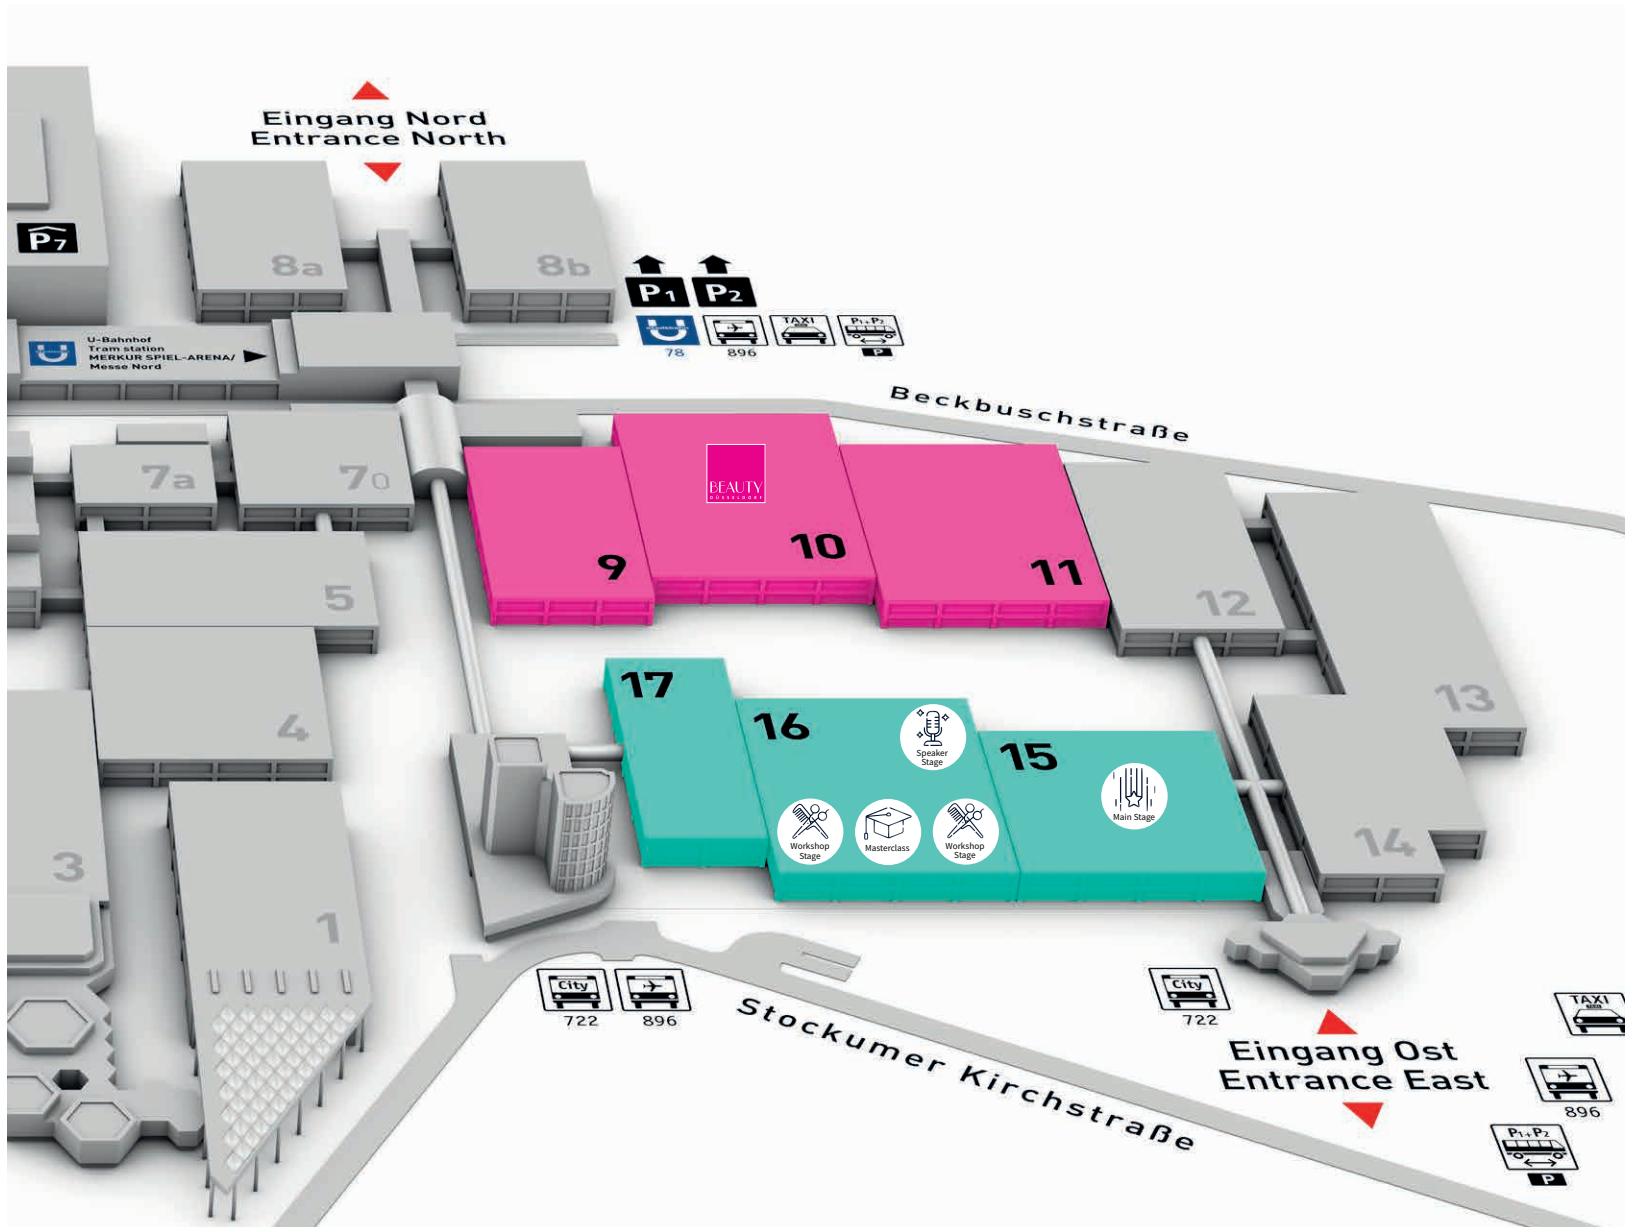 Eingang Nord
Entrance North
P7
8a
8b
P1
P2
TAXI
P1+P2
P
78
896
U-Bahnhof
Tram station
MERKUR SPIEL-ARENA/
Messe Nord
Beckbuschstraße
7a
70
BEAUTY
DÜSSELDORF
9
10
11
12
13
5
4
3
1
17
16
15
14
Speaker
Stage
Main Stage
Workshop
Stage
Masterclass
Workshop
Stage
City
722
896
Stockumer Kirchstraße
City
722
Eingang Ost
Entrance East
TAXI
896
P1+P2
P